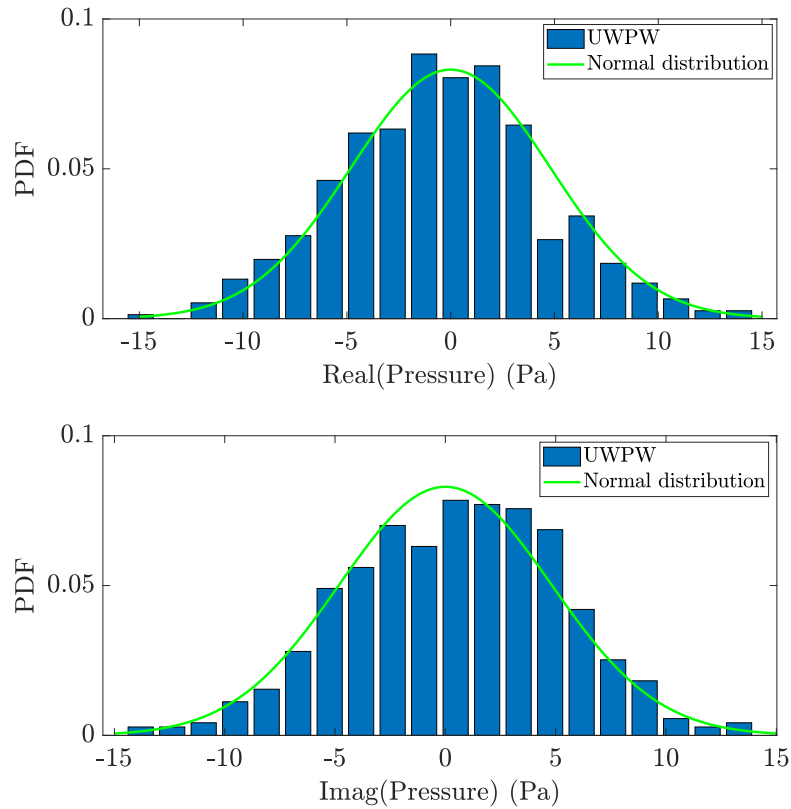 0.1
UWPW
Normal distribution
PDF
0.05
0
-15 -10 -5 0 5 10 15
Real(Pressure) (Pa)
0.1
UWPW
Normal distribution
PDF
0.05
0
-15 -10 -5 0 5 10 15
Imag(Pressure) (Pa)